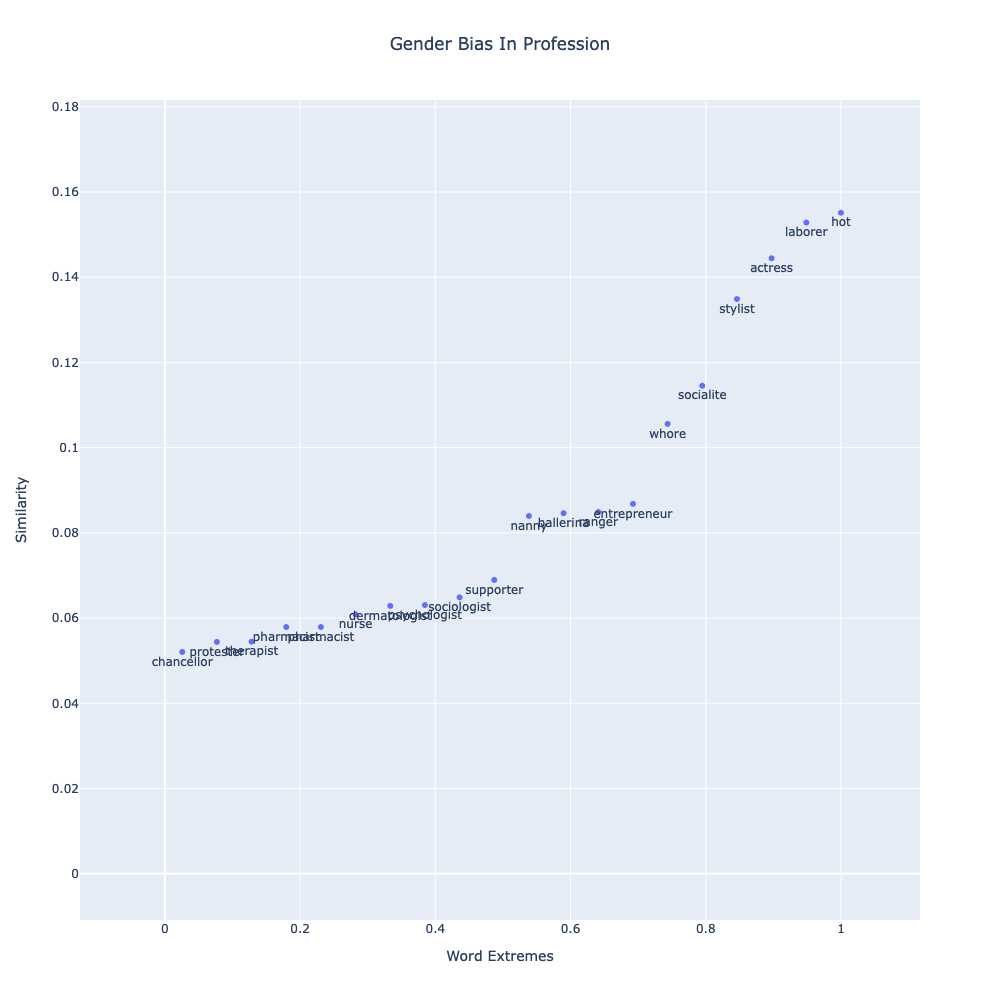 Gender Bias In Profession
0.18
0.16
0.14
0.12
0.1
0.08
0.06
0.04
0.02
0
Similarity
hot
laborer
actress
stylist
socialite
whore
entrepreneur
ranger
ballerina
nanny
supporter
sociologist
psychologist
dermatologist
nurse
pharmacist
pharmacist
therapist
protester
chancellor
0
0.2
0.4
0.6
0.8
1
Word Extremes